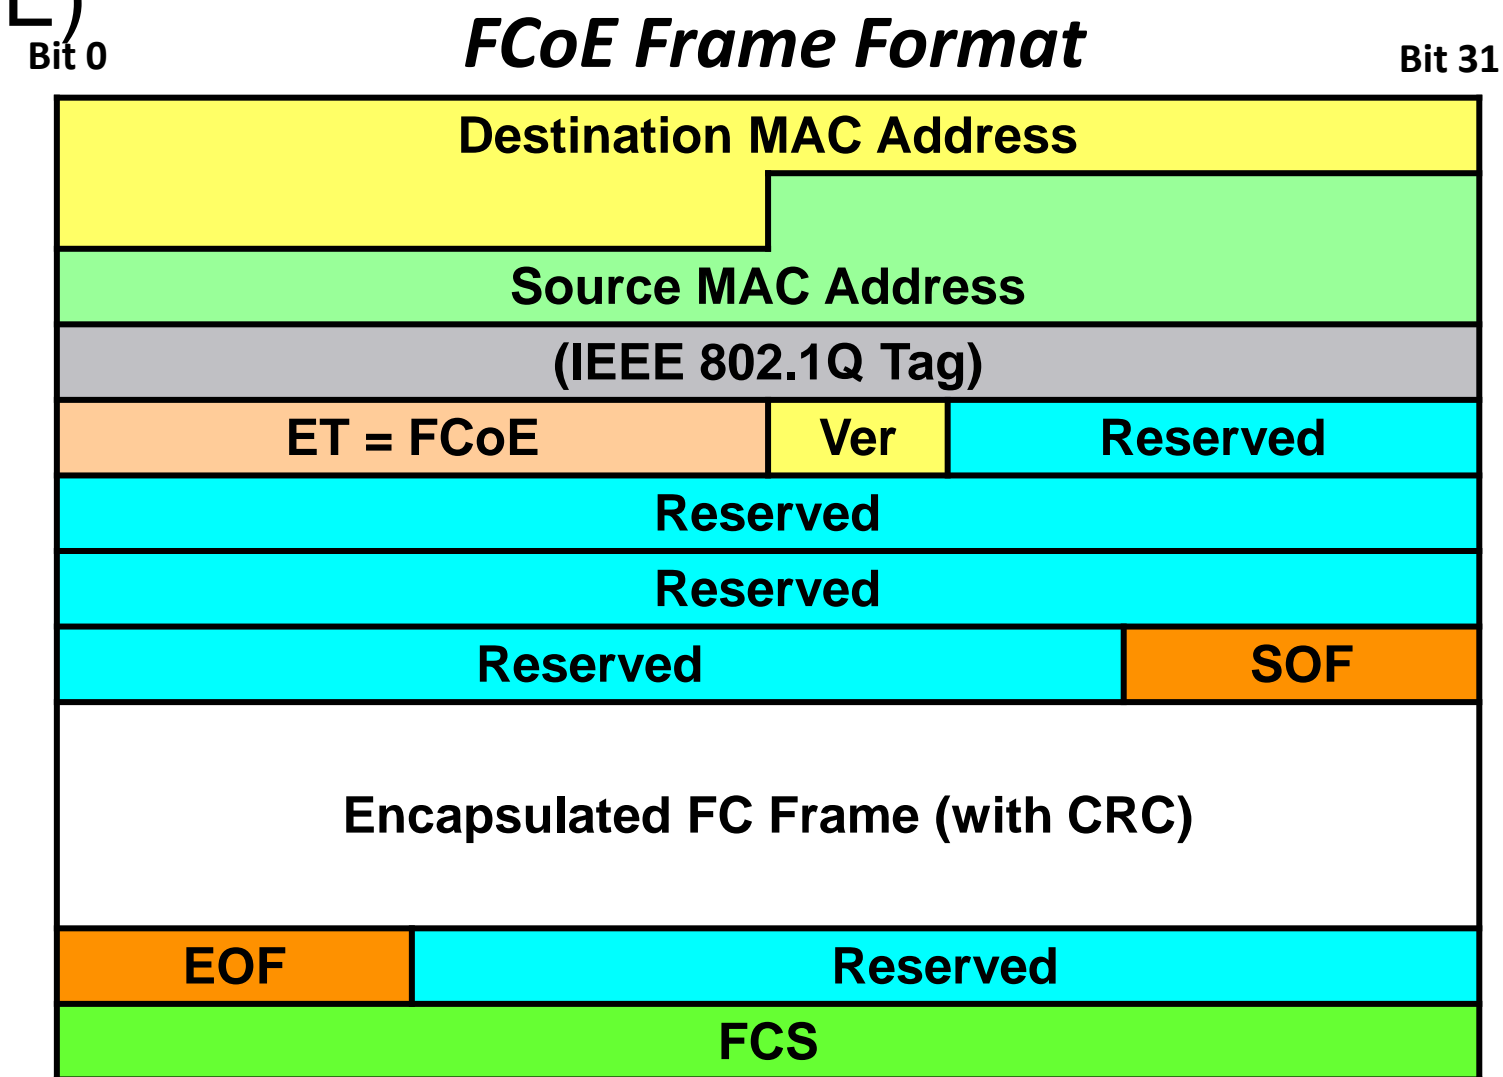 E)
Bit 0
FCoE Frame Format
Bit 31
Destination MAC Address
Source MAC Address
(IEEE 802.1Q Tag)
ET = FCoE
Ver
Reserved
Reserved
Reserved
Reserved
SOF
Encapsulated FC Frame (with CRC)
EOF
Reserved
FCS